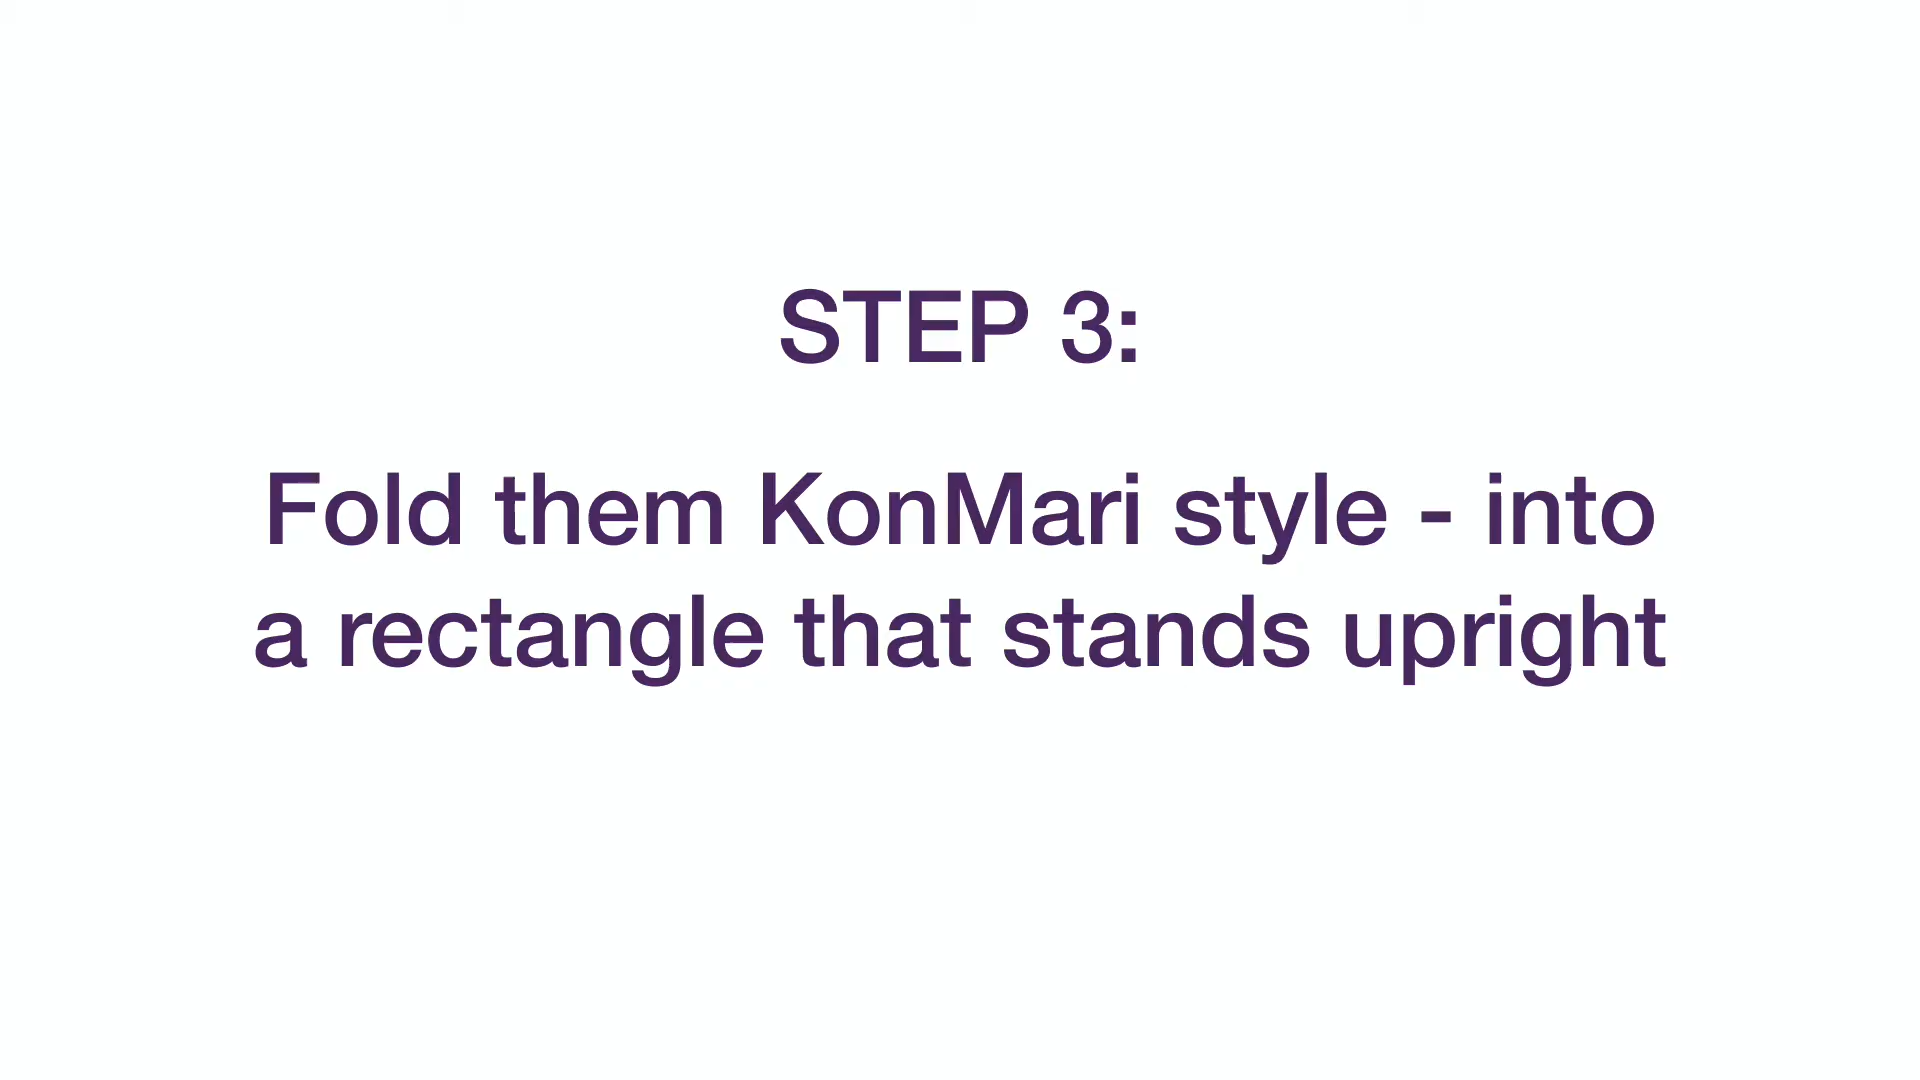 STEP 3:
Fold them KonMari style - into
a rectangle that stands upright